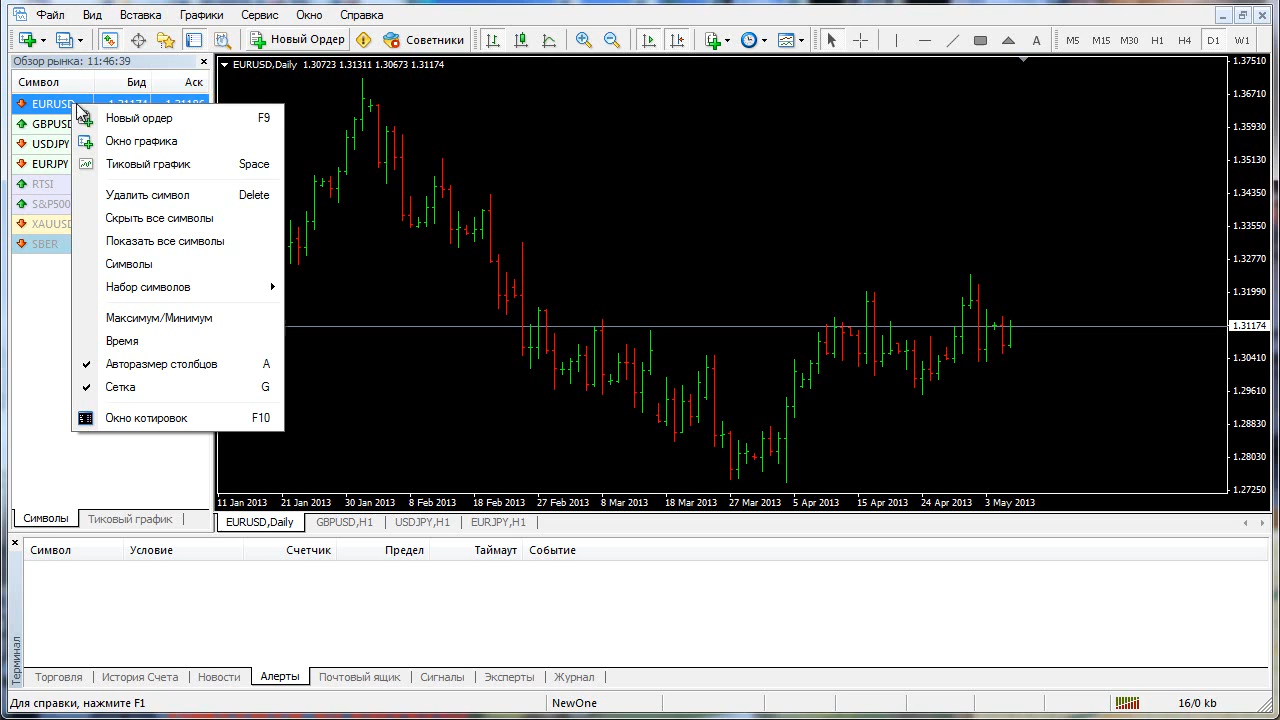 Файл Вид Вставка Графики Сервис Окно Справка
Новый Ордер Советники M5 M15 M30 H1 H4 D1 W1
Обзор рынка: 11:46:39
Символ Бид Аск
EURUSD 1.31174 1.31186
GBPUSD
USDJPY
EURJPY
RTSI
S&P500
XAUUSD
SBER
Новый ордер F9
Окно графика
Тиковый график Space
Удалить символ Delete
Скрыть все символы
Показать все символы
Символы
Набор символов
Максимум/Минимум
Время
Авторазмер столбцов A
Сетка G
Окно котировок F10
Символы Тиковый график
EURUSD,Daily 1.30723 1.31311 1.30673 1.31174
1.37510
1.36710
1.35930
1.35130
1.34350
1.33550
1.32770
1.31990
1.31174
1.30410
1.29610
1.28830
1.28030
1.27250
11 Jan 2013 21 Jan 2013 30 Jan 2013 8 Feb 2013 18 Feb 2013 27 Feb 2013 8 Mar 2013 18 Mar 2013 27 Mar 2013 5 Apr 2013 15 Apr 2013 24 Apr 2013 3 May 2013
EURUSD,Daily GBPUSD,H1 USDJPY,H1 EURJPY,H1
Символ Условие Счетчик Предел Таймаут Событие
Терминал
Торговля История Счета Новости Алерты Почтовый ящик Сигналы Эксперты Журнал
Для справки, нажмите F1 NewOne 16/0 kb